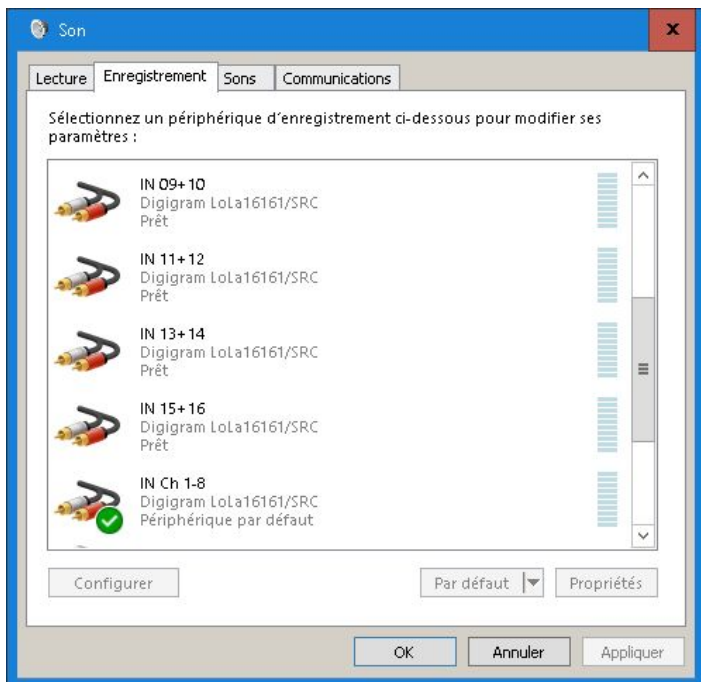 Son
x
Lecture Enregistrement Sons Communications
Sélectionnez un périphérique d'enregistrement ci-dessous pour modifier ses
paramètres :
IN 09+10
Digigram LoLa16161/SRC
Prêt
IN 11+12
Digigram LoLa16161/SRC
Prêt
IN 13+14
Digigram LoLa16161/SRC
Prêt
IN 15+16
Digigram LoLa16161/SRC
Prêt
IN Ch 1-8
Digigram LoLa16161/SRC
Périphérique par défaut
Configurer Par défaut Propriétés
OK Annuler Appliquer